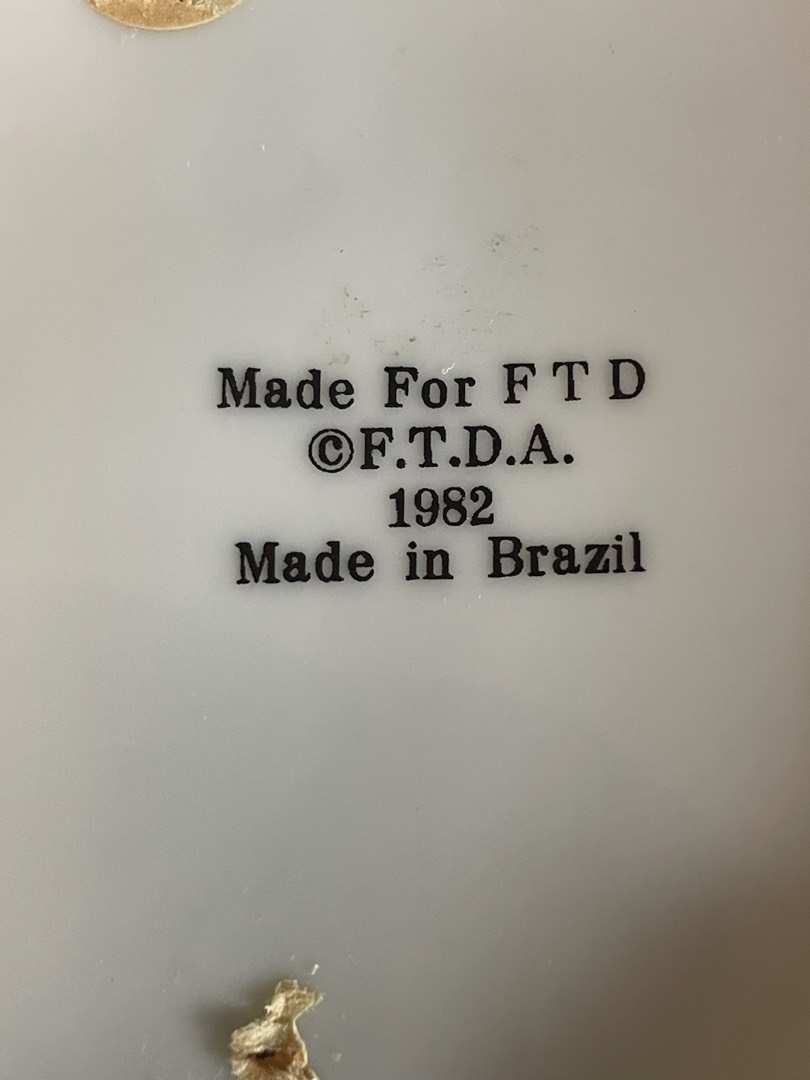 Made For F T D
©F.T.D.A.
1982
Made in Brazil